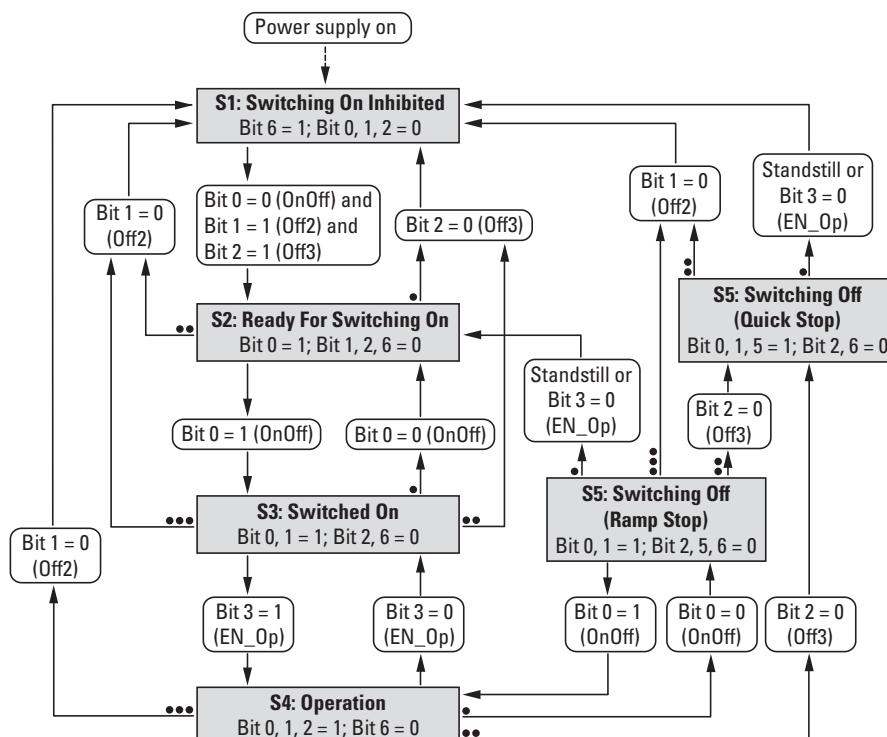 Power supply on
S1: Switching On Inhibited
Bit 6 = 1; Bit 0, 1, 2 = 0
Bit 1 = 0
(Off2)
Bit 0 = 0 (OnOff) and
Bit 1 = 1 (Off2) and
Bit 2 = 1 (Off3)
Bit 2 = 0 (Off3)
Bit 1 = 0
(Off2)
Standstill or
Bit 3 = 0
(EN_Op)
S2: Ready For Switching On
Bit 0 = 1; Bit 1, 2, 6 = 0
S5: Switching Off
(Quick Stop)
Bit 0, 1, 5 = 1; Bit 2, 6 = 0
Bit 0 = 1 (OnOff)
Bit 0 = 0 (OnOff)
Standstill or
Bit 3 = 0
(EN_Op)
Bit 2 = 0
(Off3)
S3: Switched On
Bit 0, 1 = 1; Bit 2, 6 = 0
S5: Switching Off
(Ramp Stop)
Bit 0, 1 = 1; Bit 2, 5, 6 = 0
Bit 1 = 0
(Off2)
Bit 3 = 1
(EN_Op)
Bit 3 = 0
(EN_Op)
Bit 0 = 1
(OnOff)
Bit 0 = 0
(OnOff)
Bit 2 = 0
(Off3)
S4: Operation
Bit 0, 1, 2 = 1; Bit 6 = 0